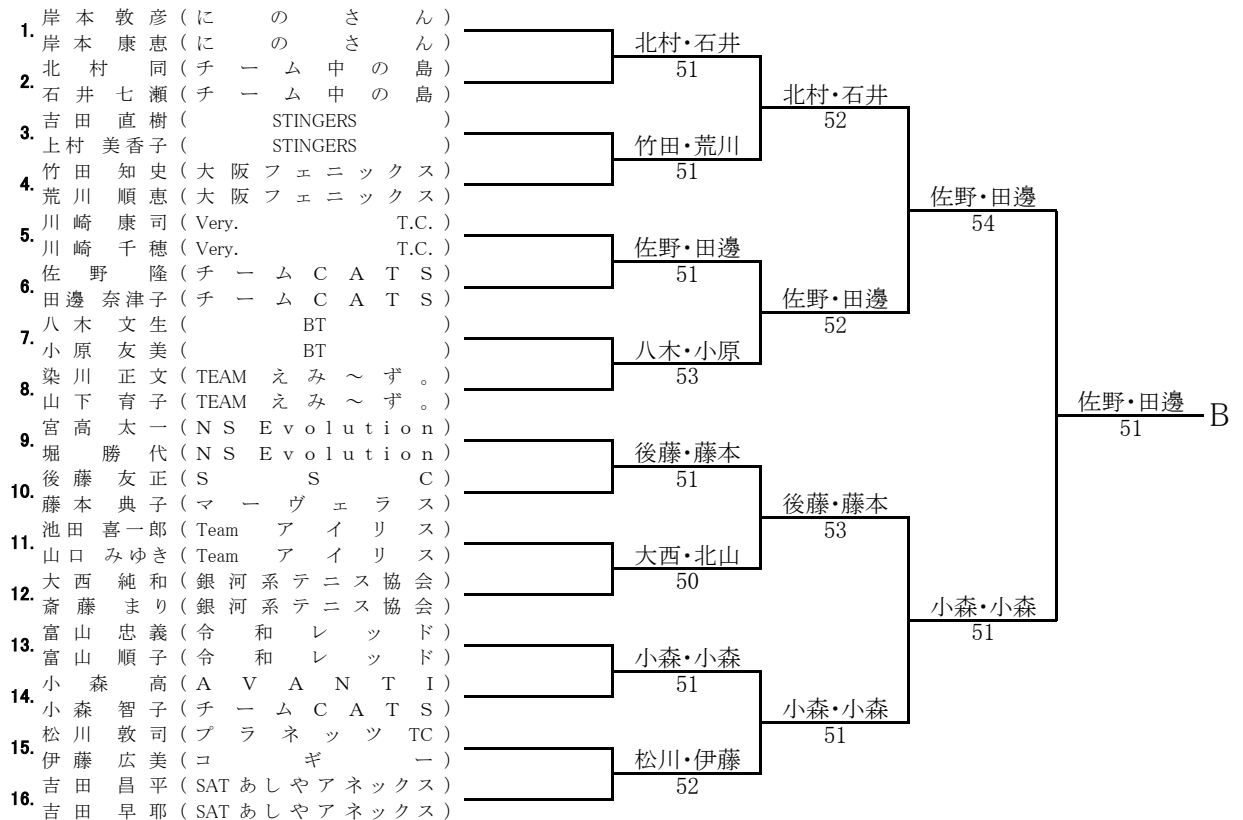 1. 岸本 敦彦 (にのさん)
岸本 康恵 (にのさん)
2. 北村 同 (チーム中の島)
石井 七瀬 (チーム中の島)
3. 吉田 直樹 (STINGERS)
上村 美香子 (STINGERS)
4. 竹田 知史 (大阪フェニックス)
荒川 順恵 (大阪フェニックス)
5. 川崎 康司 (Very. T.C.)
川崎 千穂 (Very. T.C.)
6. 佐野 隆 (チームCATS)
田邊 奈津子 (チームCATS)
7. 八木 文生 (BT)
小原 友美 (BT)
8. 染川 正文 (TEAM えみ～ず。)
山下 育子 (TEAM えみ～ず。)
9. 宮高 太一 (NS Evolution)
堀 勝代 (NS Evolution)
10. 後藤 友正 (SSC)
藤本 典子 (マーヴェラス)
11. 池田 喜一郎 (Team アイリス)
山口 みゆき (Team アイリス)
12. 大西 純和 (銀河系テニス協会)
斎藤 まり (銀河系テニス協会)
13. 富山 忠義 (令和レッド)
富山 順子 (令和レッド)
14. 小森 高 (AVANTI)
小森 智子 (チームCATS)
15. 松川 敦司 (プラネッツTC)
伊藤 広美 (コギー)
16. 吉田 昌平 (SATあしやアネックス)
吉田 早耶 (SATあしやアネックス)
北村・石井
51
竹田・荒川
51
佐野・田邊
51
八木・小原
53
後藤・藤本
51
大西・北山
50
小森・小森
51
松川・伊藤
52
北村・石井
52
佐野・田邊
52
後藤・藤本
53
小森・小森
51
佐野・田邊
54
小森・小森
51
佐野・田邊
51
B